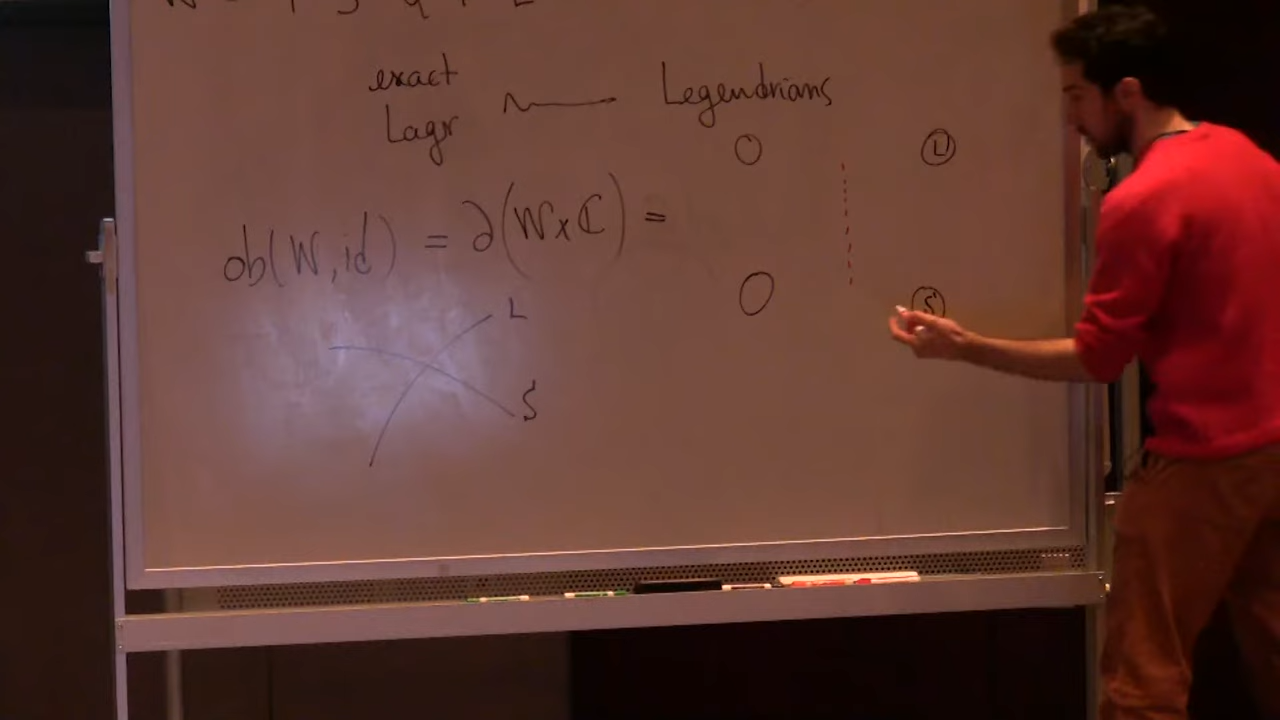 exact Legendrians
Lagr
L
ob(W, id) = ∂(W×ℂ) =
L
S
S